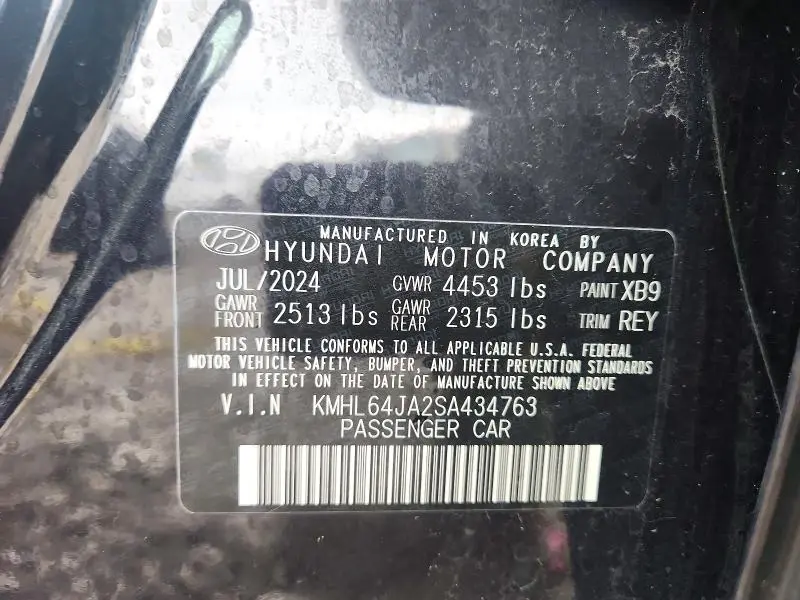 MANUFACTURED IN KOREA BY
HYUNDAI MOTOR COMPANY
JUL/2024 GVWR 4453 lbs PAINT XB9
GAWR FRONT 2513 lbs GAWR REAR 2315 lbs TRIM REY
THIS VEHICLE CONFORMS TO ALL APPLICABLE U.S.A. FEDERAL
MOTOR VEHICLE SAFETY, BUMPER, AND THEFT PREVENTION STANDARDS
IN EFFECT ON THE DATE OF MANUFACTURE SHOWN ABOVE
V.I.N KMHL64JA2SA434763
PASSENGER CAR